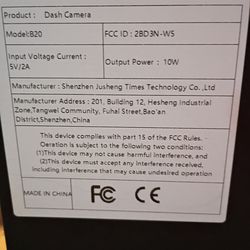 Product : Dash Camera
Model:B20 FCC ID : 2BD3N-W5
Input Voltage Current : Output Power : 10W
5V/2A
Manufacturer : Shenzhen Jusheng Times Technology Co.,Ltd
Manufacturer Address : 201, Building 12, Hesheng Industrial
Zone,Tangwei Community, Fuhai Street,Bao'an
District,Shenzhen,China
This device complies with part 15 of the FCC Rules.
Oeration is subject to the following two conditions:
(1)This device may not cause harmful interference, and
(2)This device must accept any interference received,
including interference that may cause undesired operation
MADE IN CHINA FC CE